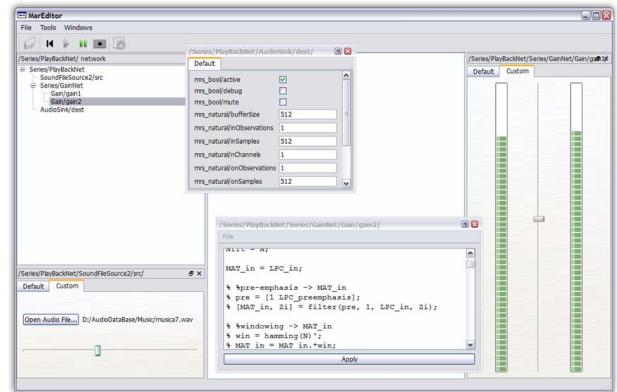 MarEditor
File Tools Windows
/Series/PlayBackNet/ network
Series/PlayBackNet
SoundFileSource2/src
Series/GainNet
Gain/gain1
Gain/gain2
AudioSink/dest
/Series/PlayBackNet/AudioSink/dest/
Default
mrs_bool/active
mrs_bool/debug
mrs_bool/mute
mrs_natural/bufferSize 512
mrs_natural/inObservations 1
mrs_natural/inSamples 512
mrs_natural/nChannels 1
mrs_natural/onObservations 1
mrs_natural/onSamples 512
/Series/PlayBackNet/Series/GainNet/Gain/
Default Custom
/Series/PlayBackNet/Series/GainNet/Gain/gain2/
File
MAT_in = LPC_in;
% %pre-emphasis -> MAT_in
% pre = [1 LPC_preemphasis];
% [MAT_in, Zi] = filter(pre, 1, LPC_in, Zi);
% %windowing -> MAT_in
% win = hamming(N)';
% MAT_in = MAT_in.*win;
Apply
/Series/PlayBackNet/SoundFileSource2/src/
Default Custom
Open Audio File... D:/AudioDataBase/Music/musica7.wav